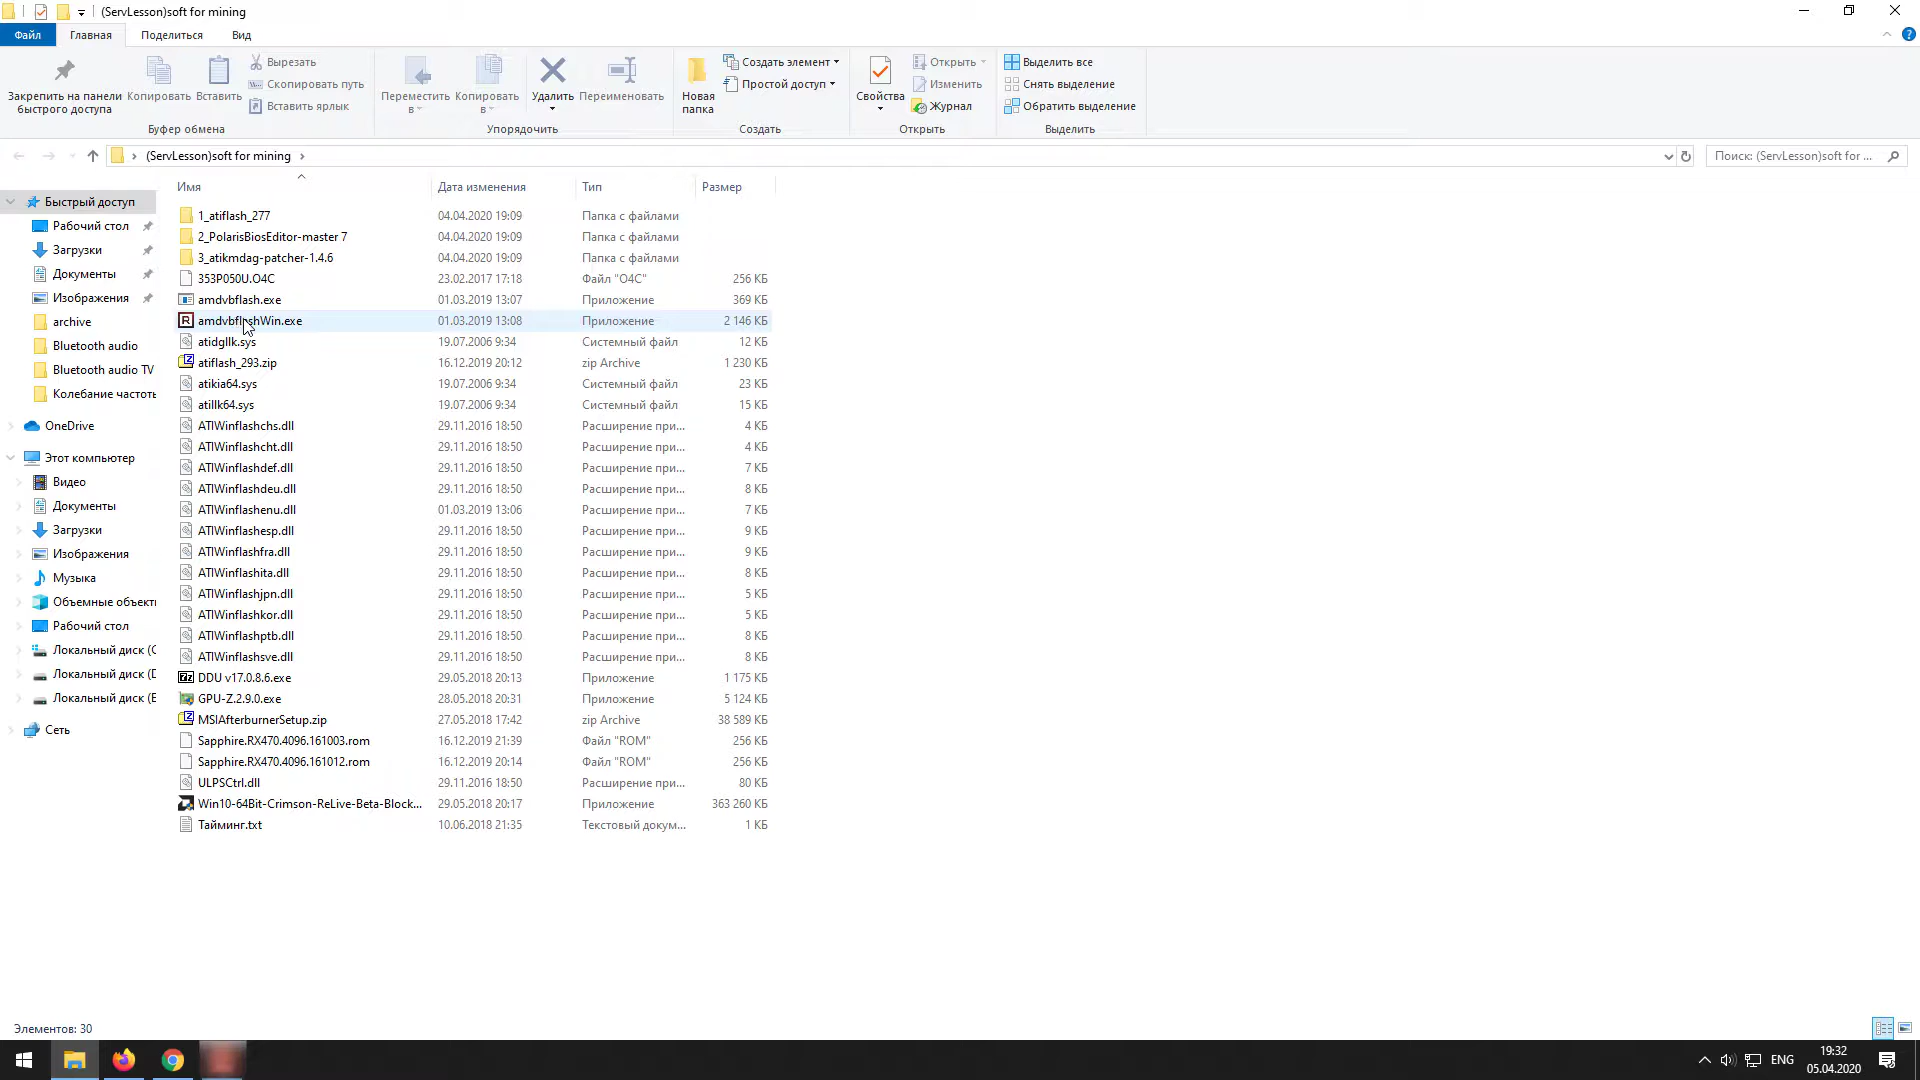 (ServLesson)soft for mining
Файл Главная Поделиться Вид
Закрепить на панели быстрого доступа
Копировать
Вставить
Вырезать
Скопировать путь
Вставить ярлык
Буфер обмена
Переместить в
Копировать в
Удалить
Переименовать
Упорядочить
Новая папка
Создать элемент
Простой доступ
Создать
Свойства
Открыть
Изменить
Журнал
Открыть
Выделить все
Снять выделение
Обратить выделение
Выделить
(ServLesson)soft for mining
Поиск: (ServLesson)soft for ...
Быстрый доступ
Рабочий стол
Загрузки
Документы
Изображения
archive
Bluetooth audio
Bluetooth audio TV
Колебание частоть
OneDrive
Этот компьютер
Видео
Документы
Загрузки
Изображения
Музыка
Объемные объект
Рабочий стол
Локальный диск (C
Локальный диск (D
Локальный диск (E
Сеть
Имя Дата изменения Тип Размер
1_atiflash_277 04.04.2020 19:09 Папка с файлами
2_PolarisBiosEditor-master 7 04.04.2020 19:09 Папка с файлами
3_atikmdag-patcher-1.4.6 04.04.2020 19:09 Папка с файлами
353P050U.O4C 23.02.2017 17:18 Файл "O4C" 256 КБ
amdvbflash.exe 01.03.2019 13:07 Приложение 369 КБ
amdvbflashWin.exe 01.03.2019 13:08 Приложение 2 146 КБ
atidgllk.sys 19.07.2006 9:34 Системный файл 12 КБ
atiflash_293.zip 16.12.2019 20:12 zip Archive 1 230 КБ
atikia64.sys 19.07.2006 9:34 Системный файл 23 КБ
atillk64.sys 19.07.2006 9:34 Системный файл 15 КБ
ATIWinflashchs.dll 29.11.2016 18:50 Расширение при... 4 КБ
ATIWinflashcht.dll 29.11.2016 18:50 Расширение при... 4 КБ
ATIWinflashdef.dll 29.11.2016 18:50 Расширение при... 7 КБ
ATIWinflashdeu.dll 29.11.2016 18:50 Расширение при... 8 КБ
ATIWinflashenu.dll 01.03.2019 13:06 Расширение при... 7 КБ
ATIWinflashesp.dll 29.11.2016 18:50 Расширение при... 9 КБ
ATIWinflashfra.dll 29.11.2016 18:50 Расширение при... 9 КБ
ATIWinflashita.dll 29.11.2016 18:50 Расширение при... 8 КБ
ATIWinflashjpn.dll 29.11.2016 18:50 Расширение при... 5 КБ
ATIWinflashkor.dll 29.11.2016 18:50 Расширение при... 5 КБ
ATIWinflashptb.dll 29.11.2016 18:50 Расширение при... 8 КБ
ATIWinflashsve.dll 29.11.2016 18:50 Расширение при... 8 КБ
DDU v17.0.8.6.exe 29.05.2018 20:13 Приложение 1 175 КБ
GPU-Z.2.9.0.exe 28.05.2018 20:31 Приложение 5 124 КБ
MSIAfterburnerSetup.zip 27.05.2018 17:42 zip Archive 38 589 КБ
Sapphire.RX470.4096.161003.rom 16.12.2019 21:39 Файл "ROM" 256 КБ
Sapphire.RX470.4096.161012.rom 16.12.2019 20:14 Файл "ROM" 256 КБ
ULPSCtrl.dll 29.11.2016 18:50 Расширение при... 80 КБ
Win10-64Bit-Crimson-ReLive-Beta-Block... 29.05.2018 20:17 Приложение 363 260 КБ
Тайминг.txt 10.06.2018 21:35 Текстовый докум... 1 КБ
Элементов: 30
ENG
19:32
05.04.2020